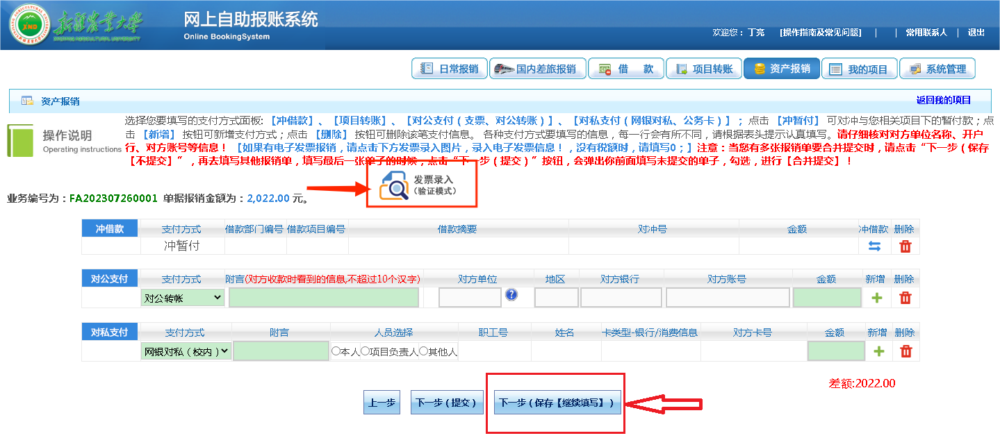 新疆农业大学
网上自助报账系统
Online BookingSystem
欢迎您：丁亮 [操作指南及常见问题] | | 常用联系人 | 退出
日常报销 国内差旅报销 借 款 项目转账 资产报销 我的项目 系统管理
资产报销 返回我的项目
操作说明
Operating instructions
选择您要填写的支付方式面板:【冲借款】、【项目转账】、【对公支付（支票、对公转账）】、【对私支付（网银对私、公务卡）】； 点击 【冲暂付】 可对冲与您相关项目下的暂付款；点
击 【新增】 按钮可新增支付方式；点击 【删除】 按钮可删除该笔支付信息。 各种支付方式要填写的信息，每一行会有所不同，请根据表头提示认真填写。请仔细核对对方单位名称、开户
行、对方账号等信息！【如果有电子发票报销，请点击下方发票录入图片，录入电子发票信息！，没有税额时，请填写0；】注意：当您有多张报销单要合并提交时，请点击“下一步（保存
【不提交】”，再去填写其他报销单，填写最后一张单子的时候，点击“下一步（提交）”按钮，会弹出你前面填写未提交的单子，勾选，进行【合并提交】！
发票录入
（验证模式）
业务编号为：FA202307260001 单据报销金额为：2,022.00 元。
冲借款 支付方式 借款部门编号 借款项目编号 借款摘要 对冲号 金额 冲借款 删除
冲暂付
对公支付 支付方式 附言(对方收款时看到的信息,不超过10个汉字) 对方单位 地区 对方银行 对方账号 金额 新增 删除
对公转帐
对私支付 支付方式 附言 人员选择 职工号 姓名 卡类型-银行/消费信息 对方卡号 金额 新增 删除
网银对私（校内） 本人 项目负责人 其他人
差额:2022.00
上一步 下一步（提交） 下一步（保存【继续填写】）